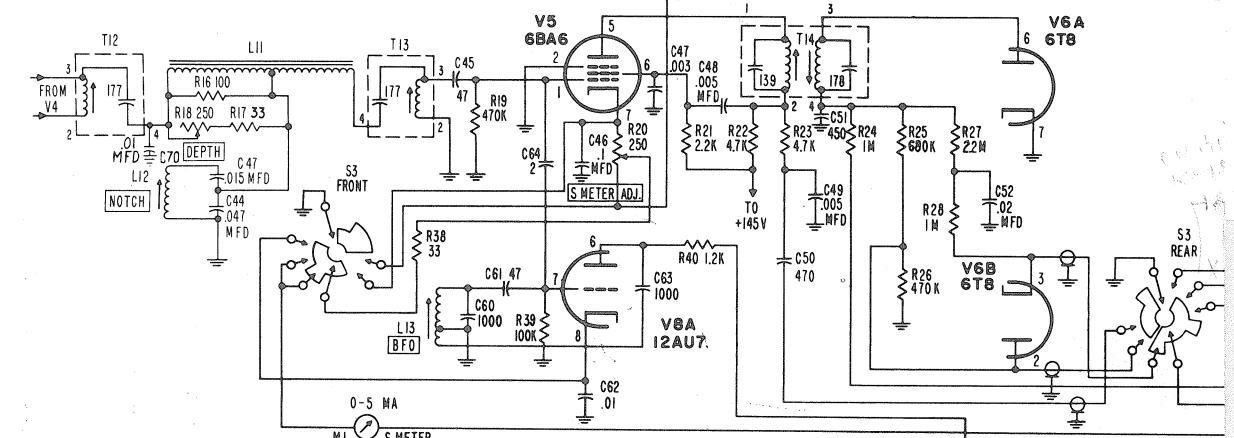 T12
3
FROM
V4
2
177
4
L11
R16 100
R18 250
R17 33
DEPTH
.01
MFD
C70
L12
NOTCH
C47
.015 MFD
C44
.047
MFD
T13
177
3
4
2
C45
47
R19
470K
V5
6BA6
5
2
1
6
7
C64
2
C46
.1
MFD
R20
250
S METER ADJ.
C47
.003
C48
.005
MFD
R21
2.2K
R22
4.7K
R23
4.7K
TO
+145V
1
3
T14
139
178
2
4
C51
450
R24
1M
R25
680K
R27
2.2M
C49
.005
MFD
C50
470
R26
470K
R28
1M
C52
.02
MFD
V6A
6T8
6
7
S3
FRONT
R38
33
C61 47
C60
1000
L13
BFO
R39
100K
6
7
8
V8A
12AU7
C63
1000
R40 1.2K
C62
.01
V6B
6T8
3
2
S3
REAR
0-5 MA
M1
S METER